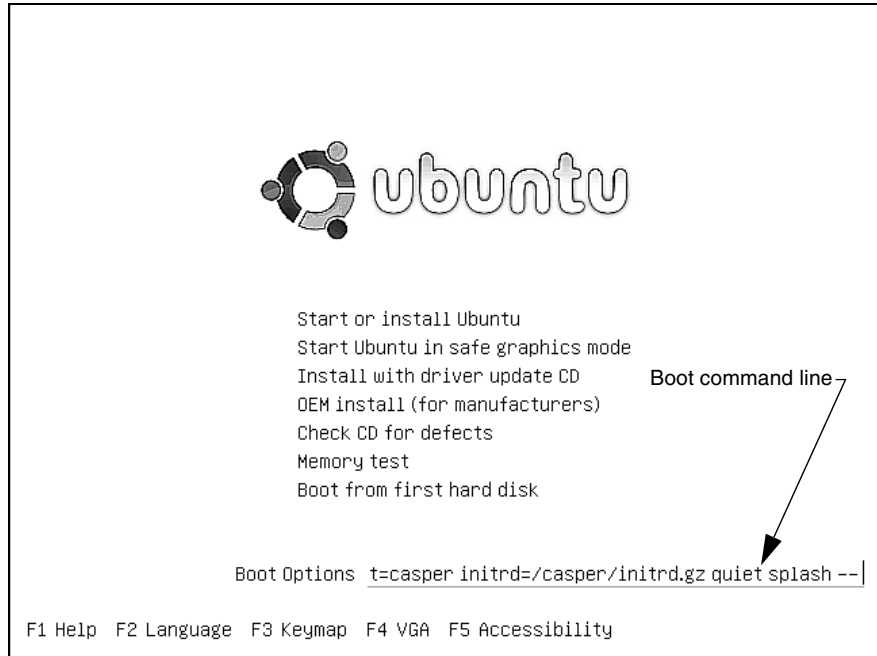 ubuntu
Start or install Ubuntu
Start Ubuntu in safe graphics mode
Install with driver update CD
Boot command line
OEM install (for manufacturers)
Check CD for defects
Memory test
Boot from first hard disk
Boot Options t=casper initrd=/casper/initrd.gz quiet splash --
F1 Help F2 Language F3 Keymap F4 VGA F5 Accessibility